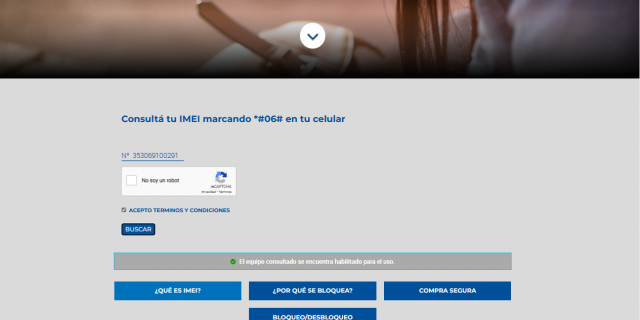 Consultá tu IMEI marcando *#06# en tu celular
Nº 353069100291
No soy un robot
reCAPTCHA
Privacidad - Términos
ACEPTO TERMINOS Y CONDICIONES
BUSCAR
El equipo consultado se encuentra habilitado para el uso.
¿QUÉ ES IMEI?
¿POR QUÉ SE BLOQUEA?
COMPRA SEGURA
BLOQUEO/DESBLOQUEO